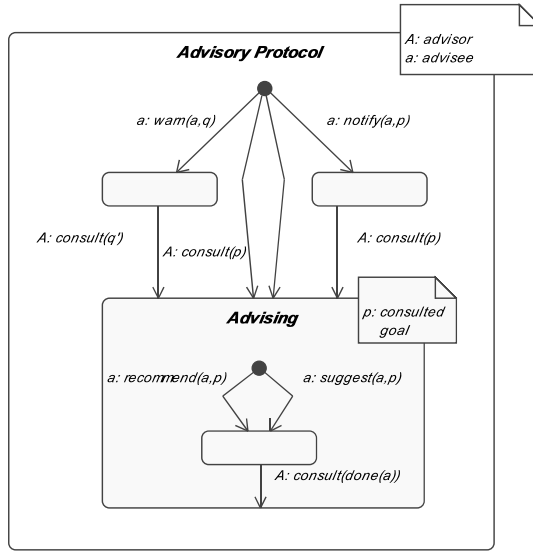 A: advisor
a: advisee
Advisory Protocol
a: warn(a,q)
a: notify(a,p)
A: consult(q')
A: consult(p)
A: consult(p)
p: consulted
goal
Advising
a: recommend(a,p)
a: suggest(a,p)
A: consult(done(a))